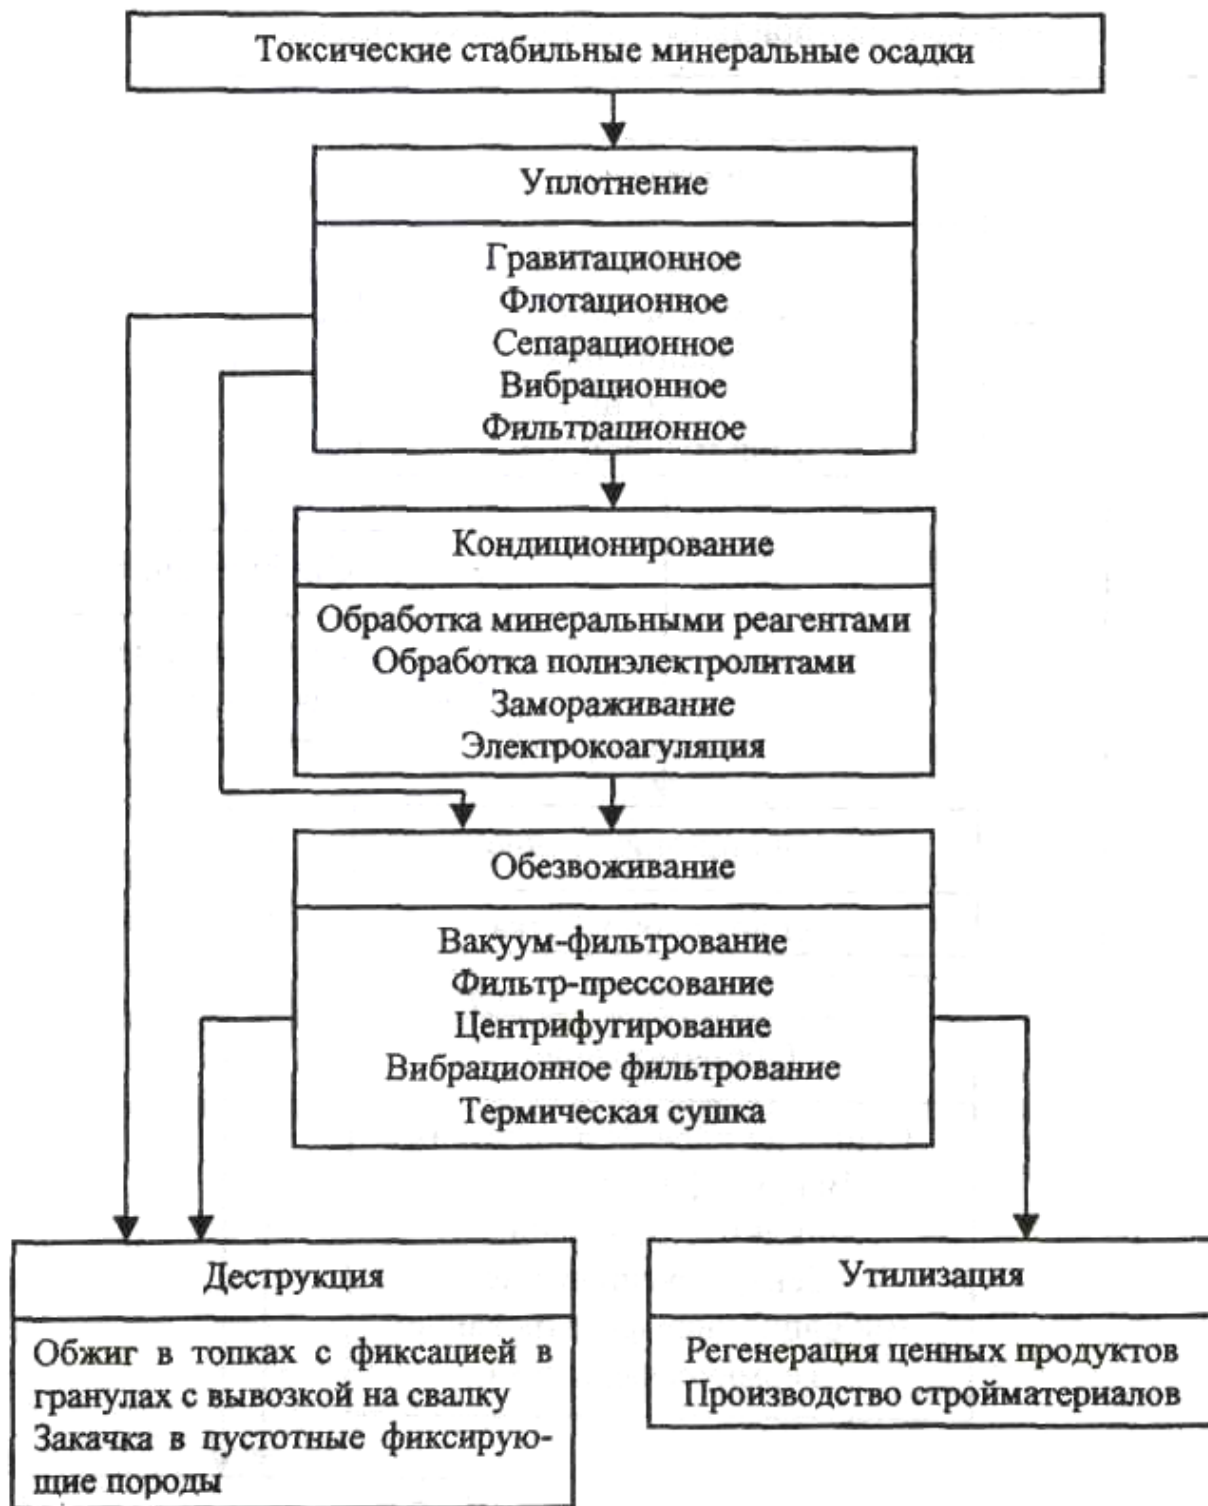 Токсические стабильные минеральные осадки
Уплотнение
Гравитационное
Флотационное
Сепарационное
Вибрационное
Фильтрационное
Кондиционирование
Обработка минеральными реагентами
Обработка полиэлектролитами
Замораживание
Электрокоагуляция
Обезвоживание
Вакуум-фильтрование
Фильтр-прессование
Центрифугирование
Вибрационное фильтрование
Термическая сушка
Деструкция
Обжиг в топках с фиксацией в
гранулах с вывозкой на свалку
Закачка в пустотные фиксирую-
щие породы
Утилизация
Регенерация ценных продуктов
Производство стройматериалов